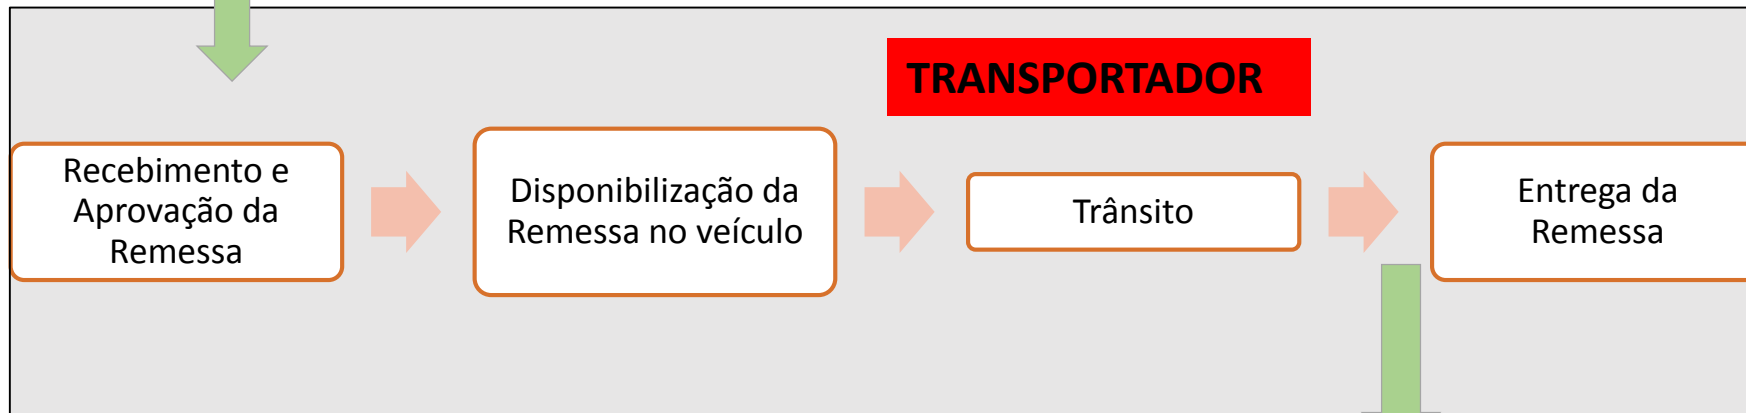 TRANSPORTADOR
Recebimento e
Aprovação da
Remessa
Disponibilização da
Remessa no veículo
Trânsito
Entrega da
Remessa